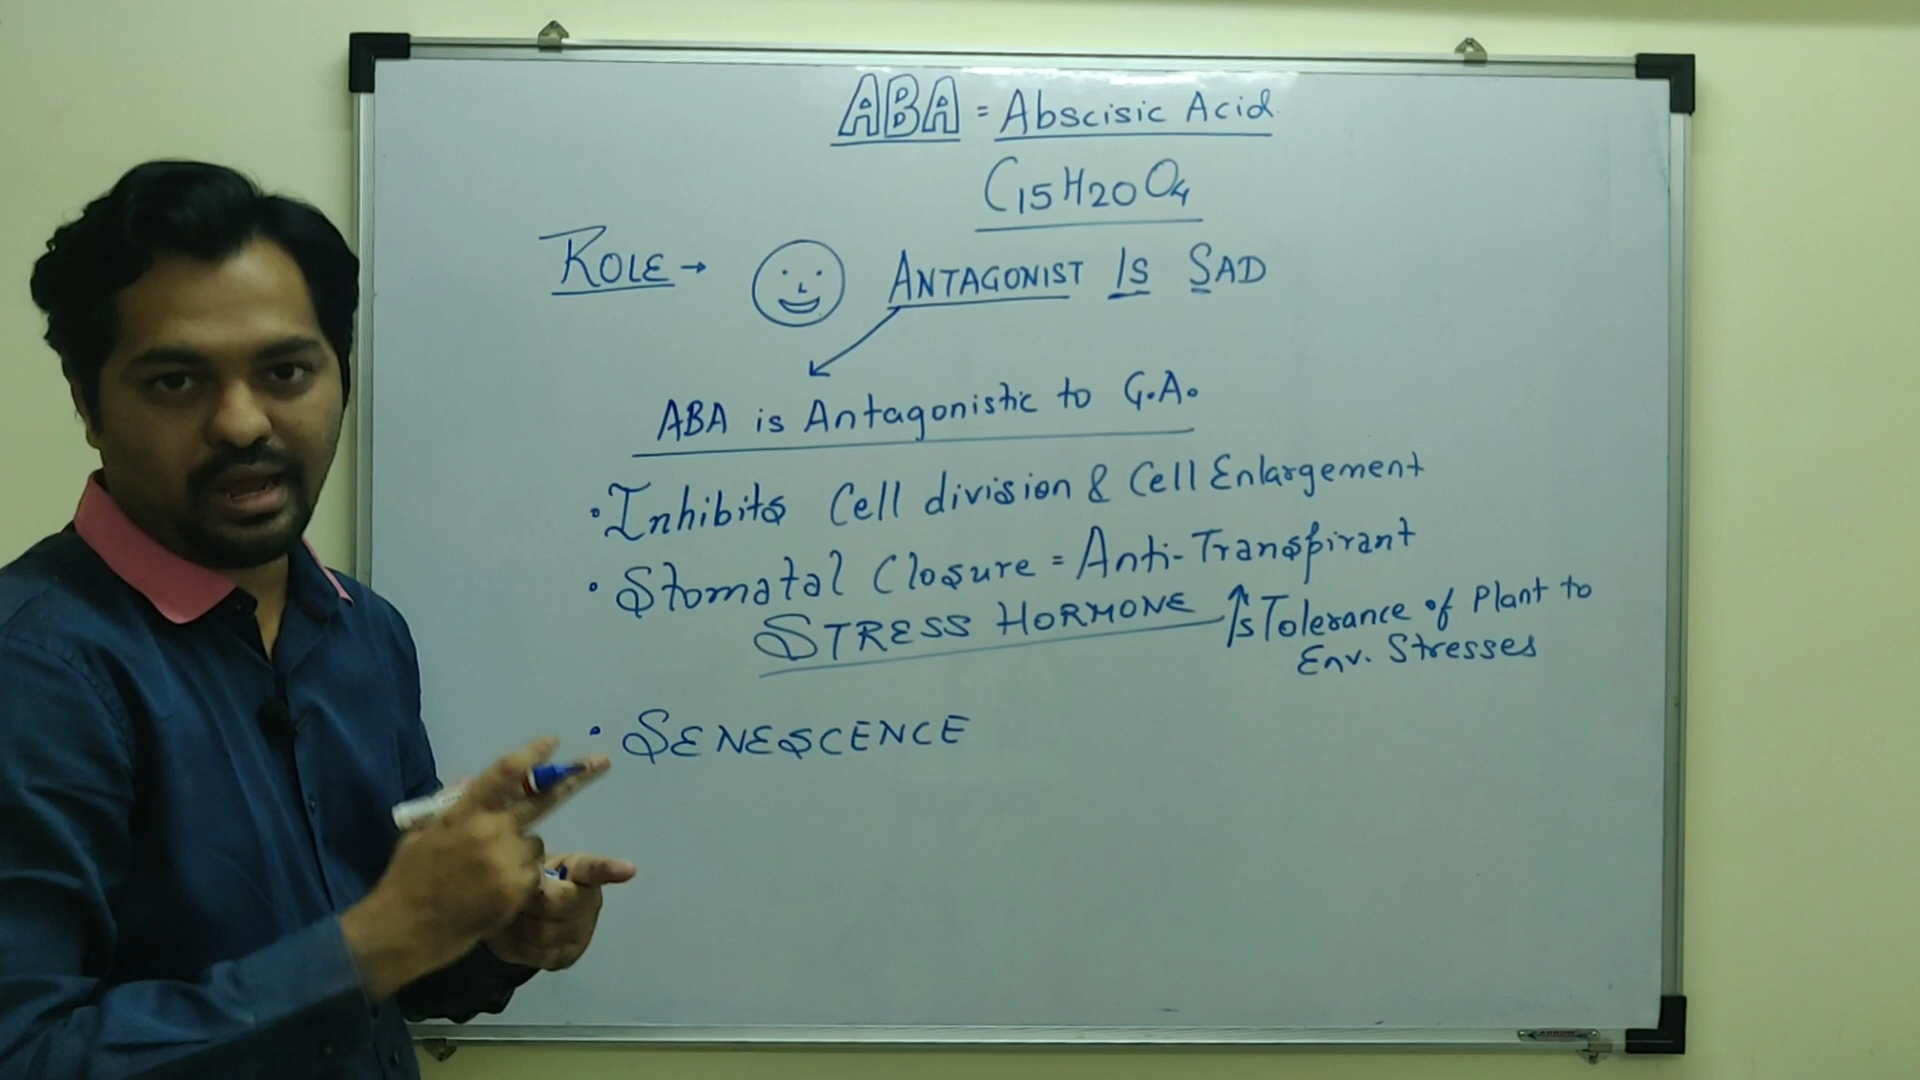 ABA = Abscisic Acid
C15H20O4
ROLE → ANTAGONIST IS SAD
ABA is Antagonistic to G.A.
• Inhibits Cell division & Cell Enlargement
• Stomatal Closure = Anti-Transpirant
STRESS HORMONE ↑s Tolerance of Plant to
Env. Stresses
• SENESCENCE